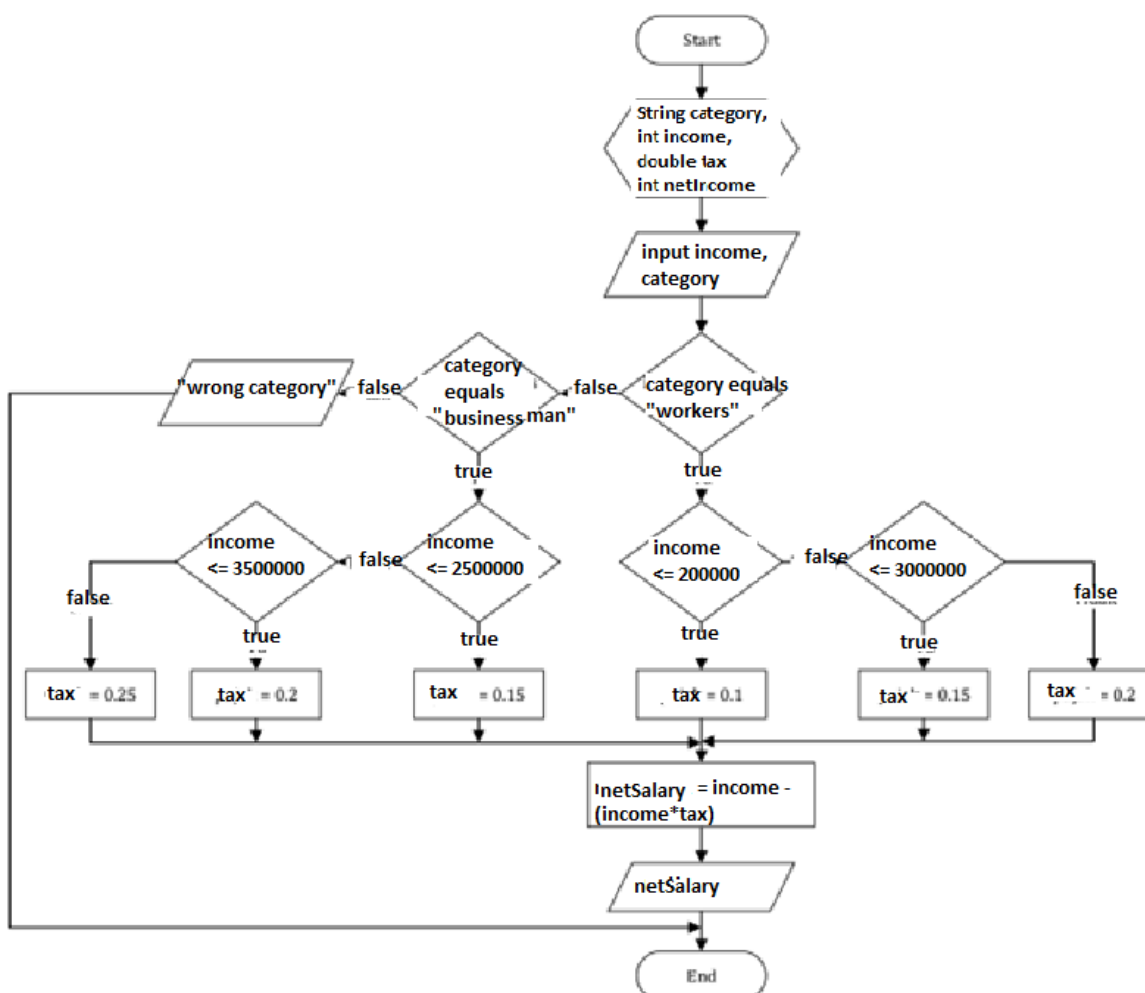 Start
String category,
int income,
double tax
int netIncome
input income,
category
category equals
"workers"
false
category
equals
"business man"
false
"wrong category"
true
true
income
<= 3500000
false
income
<= 2500000
income
<= 200000
false
income
<= 3000000
false
false
true
true
true
true
tax = 0.25
tax = 0.2
tax = 0.15
tax = 0.1
tax = 0.15
tax = 0.2
netSalary = income -
(income*tax)
netSalary
End